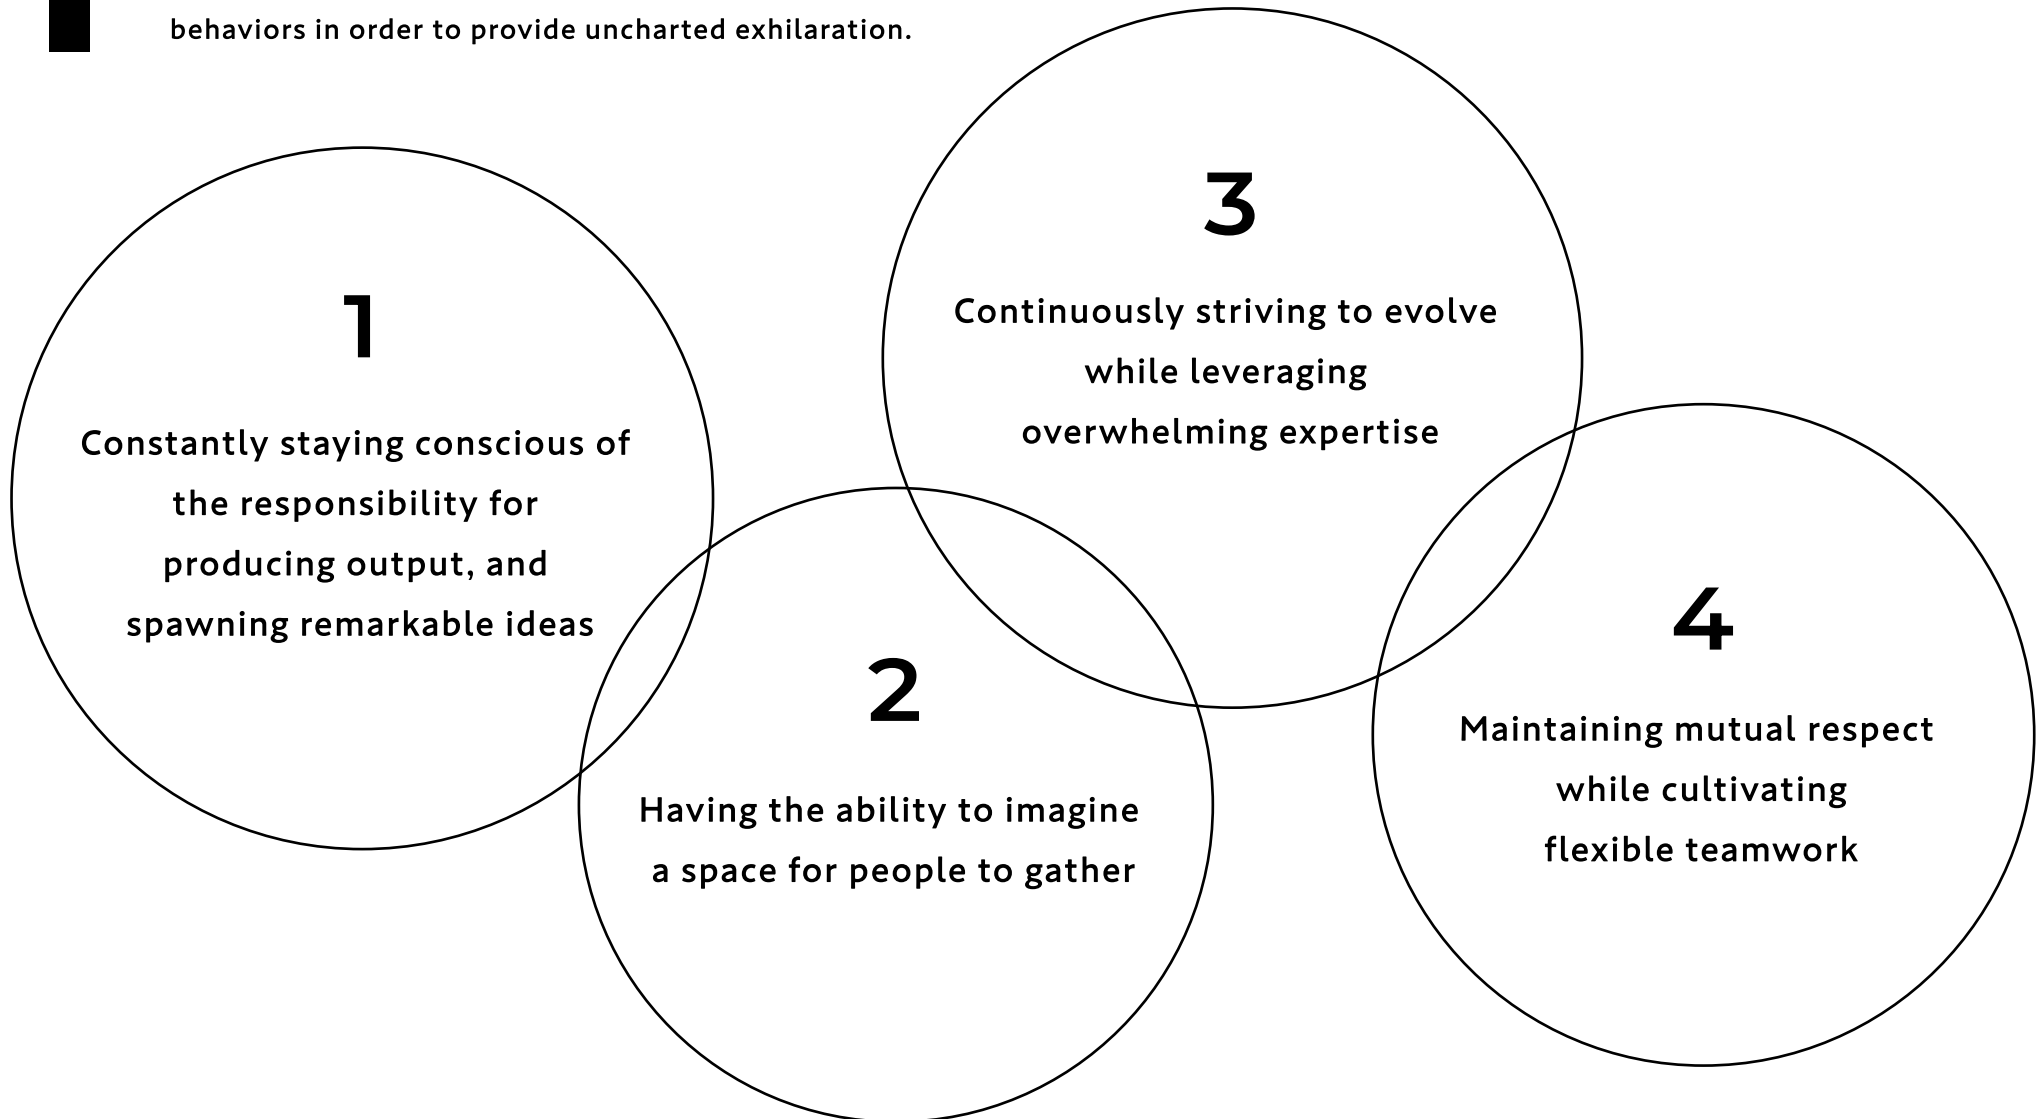 behaviors in order to provide uncharted exhilaration.
1
Constantly staying conscious of
the responsibility for
producing output, and
spawning remarkable ideas
2
Having the ability to imagine
a space for people to gather
3
Continuously striving to evolve
while leveraging
overwhelming expertise
4
Maintaining mutual respect
while cultivating
flexible teamwork